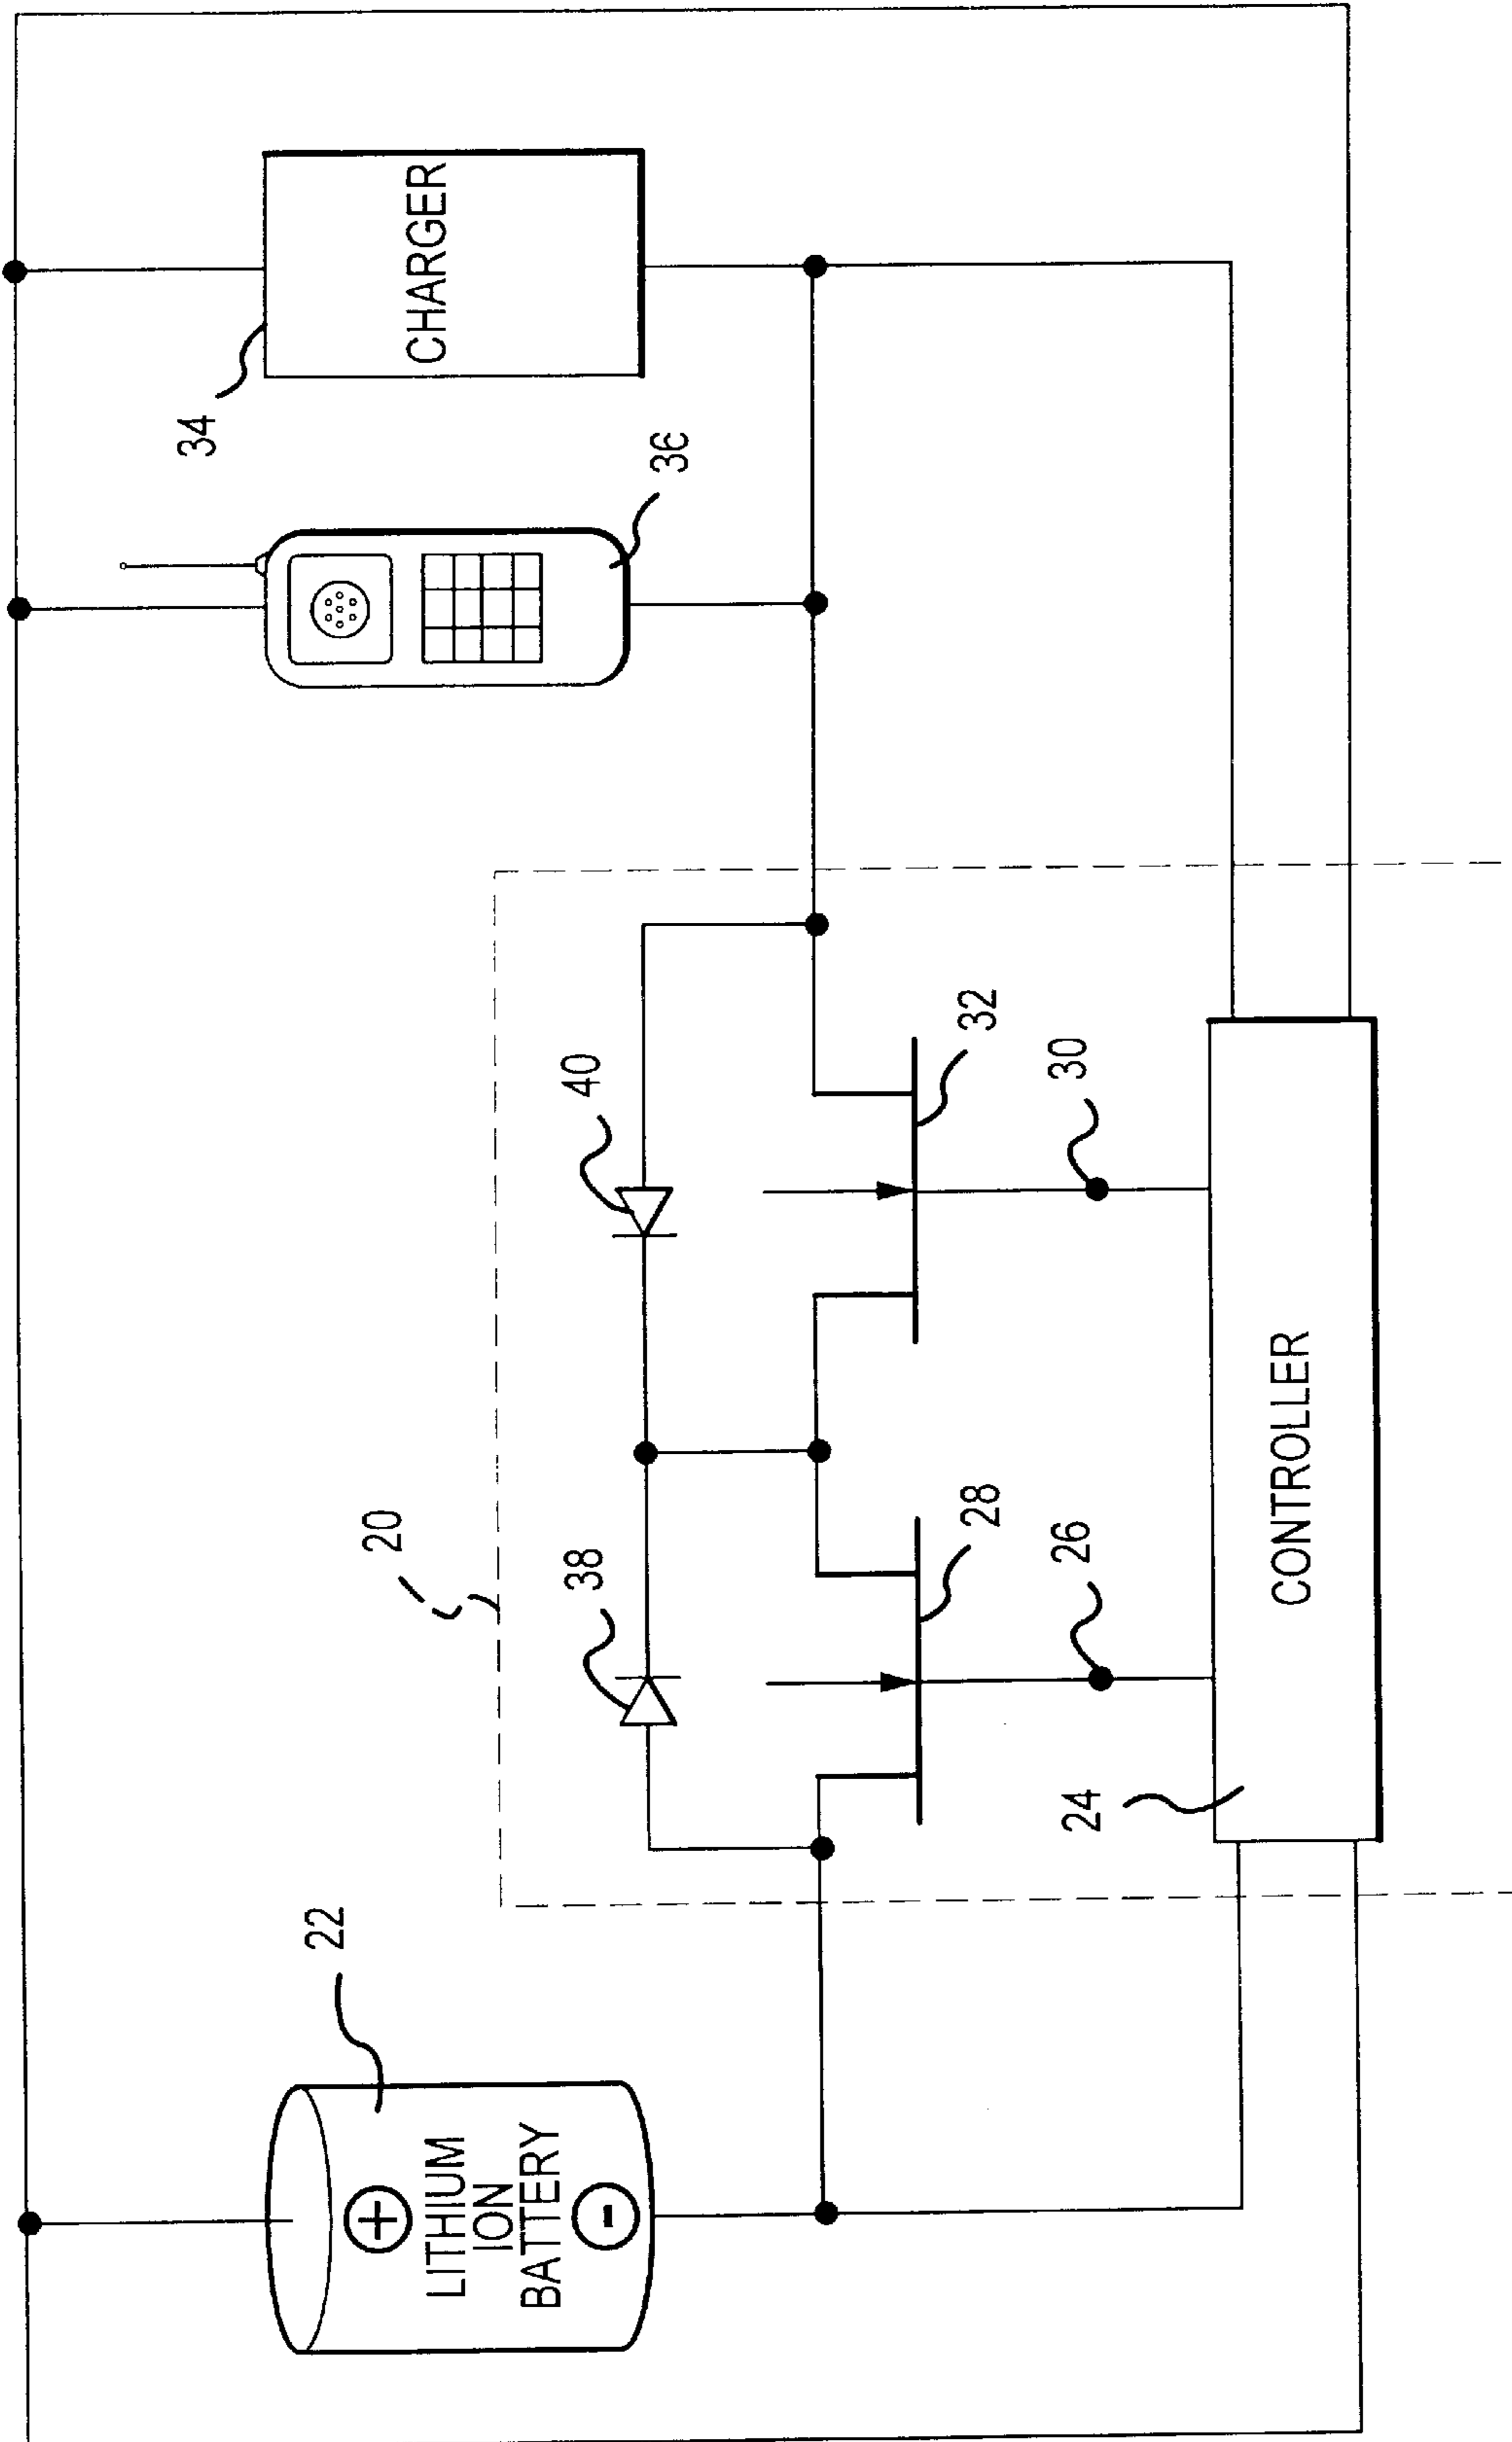 22
+
LITHIUM
ION
BATTERY
-
20
38
40
28
32
26
30
24
CONTROLLER
36
34
CHARGER